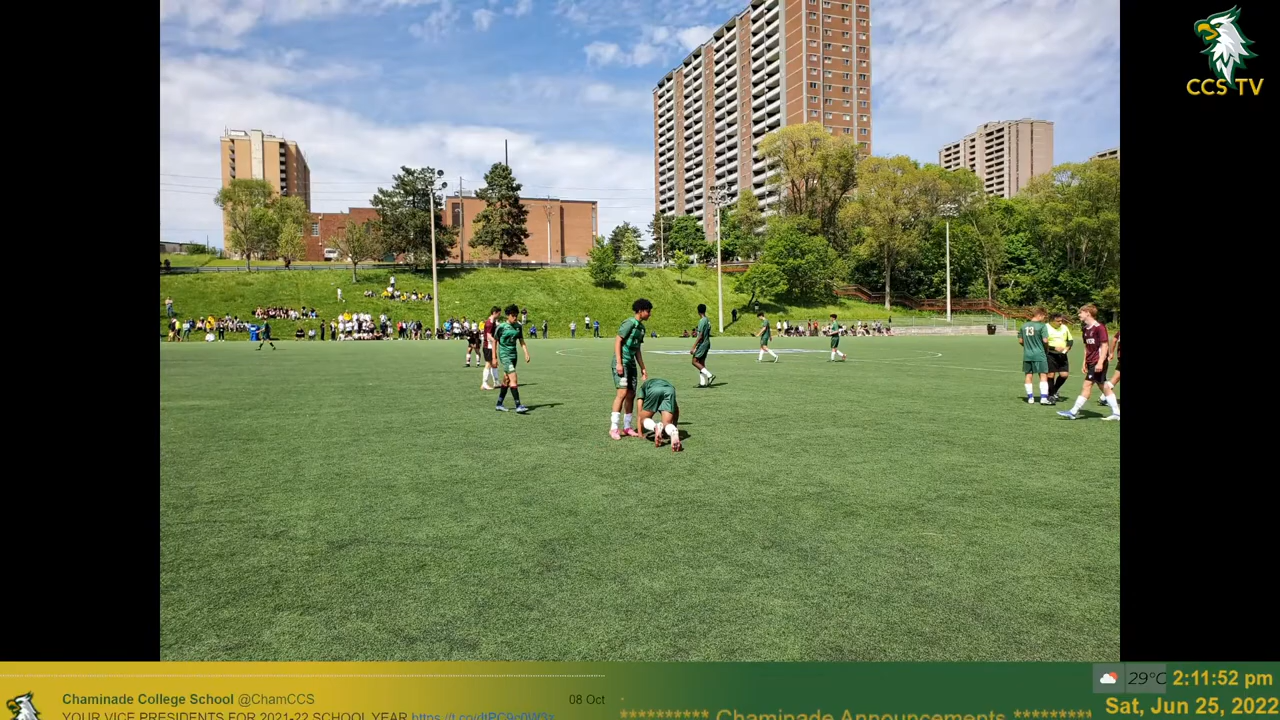 CCS TV
13
Chaminade College School @ChamCCS
08 Oct
YOUR VICE PRESIDENTS FOR 2021-22 SCHOOL YEAR
********** Chaminade Announcements **********
29°C
2:11:52 pm
Sat, Jun 25, 2022